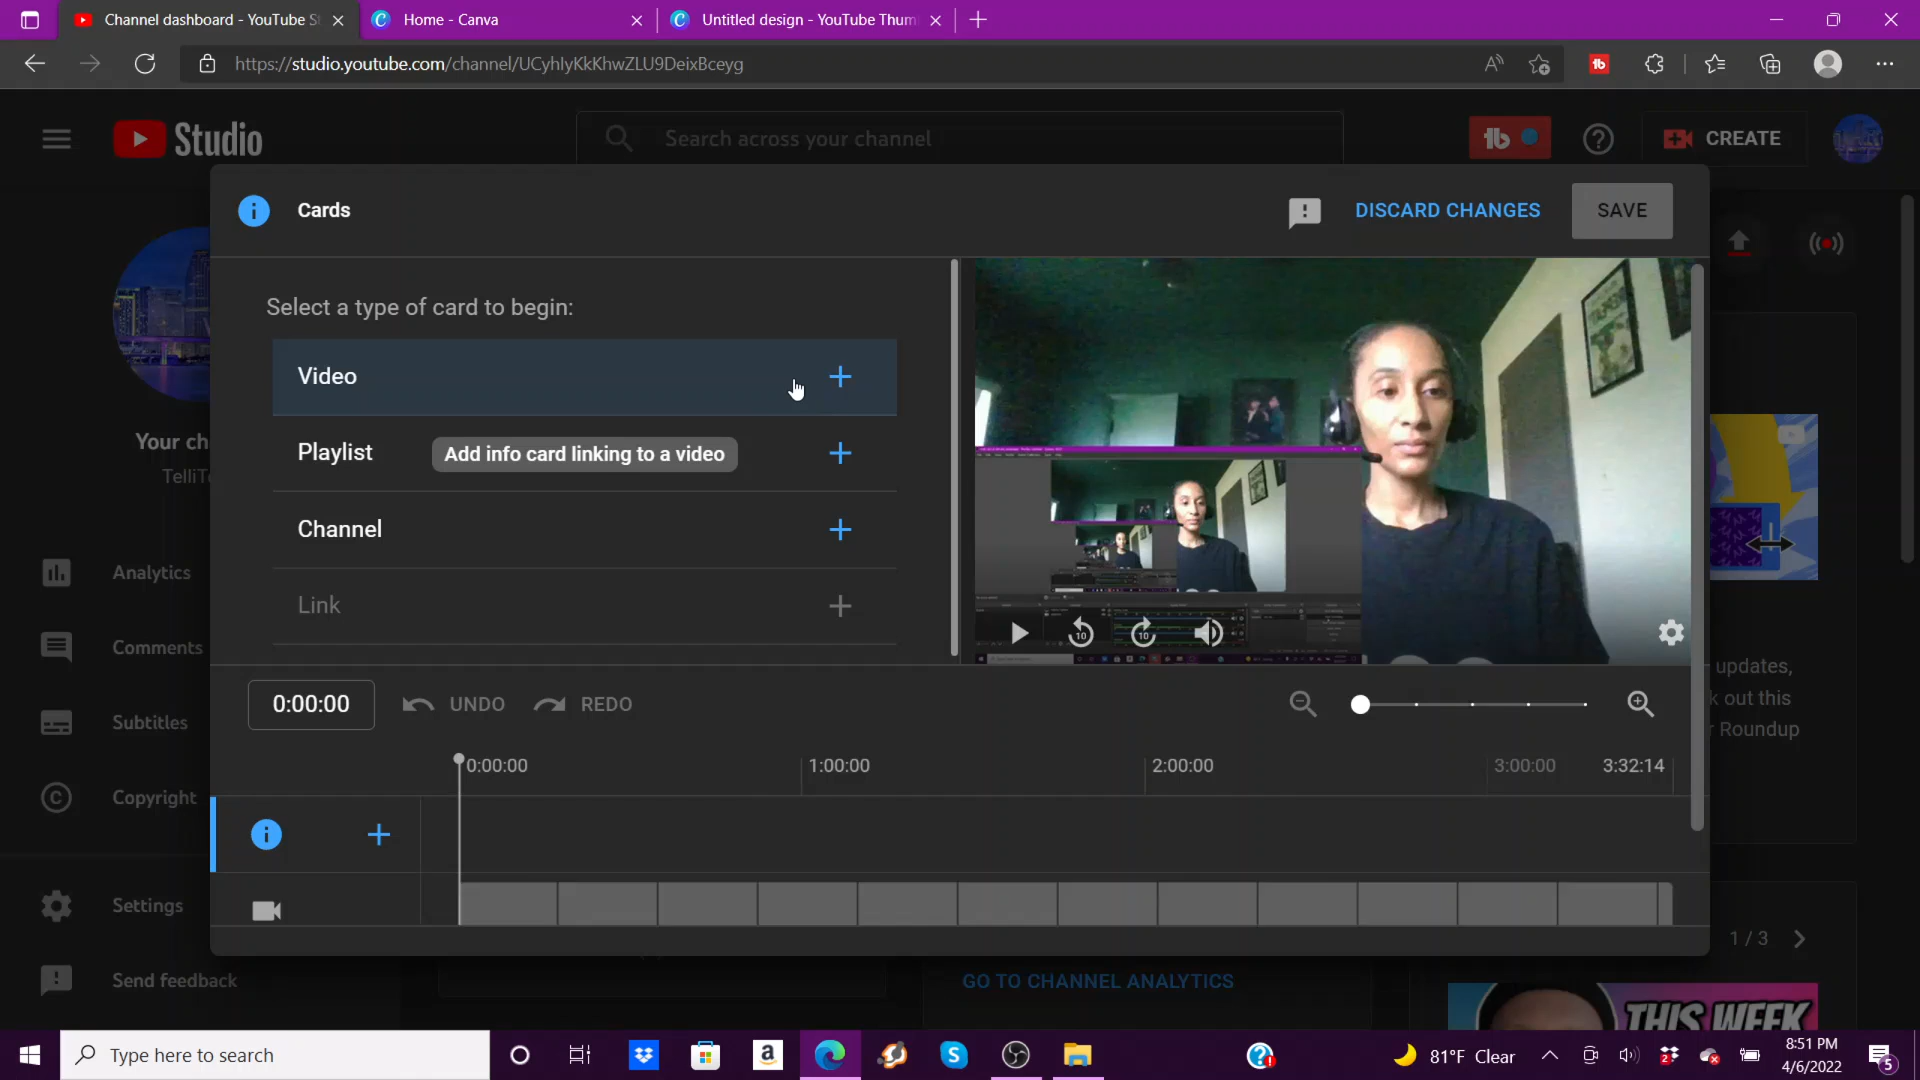 Channel dashboard - YouTube St
Home - Canva
Untitled design - YouTube Thum
https://studio.youtube.com/channel/UCyhlyKkKhwZLU9DeixBceyg
Studio
Search across your channel
CREATE
Cards
DISCARD CHANGES
SAVE
Select a type of card to begin:
Video
Playlist
Add info card linking to a video
Channel
Link
Your ch
TelliT
Analytics
Comments
Subtitles
Copyright
Settings
Send feedback
10
10
0:00:00
UNDO
REDO
0:00:00
1:00:00
2:00:00
3:00:00
3:32:14
updates,
k out this
r Roundup
1 / 3
GO TO CHANNEL ANALYTICS
THIS WEEK
Type here to search
81°F Clear
8:51 PM
4/6/2022
5